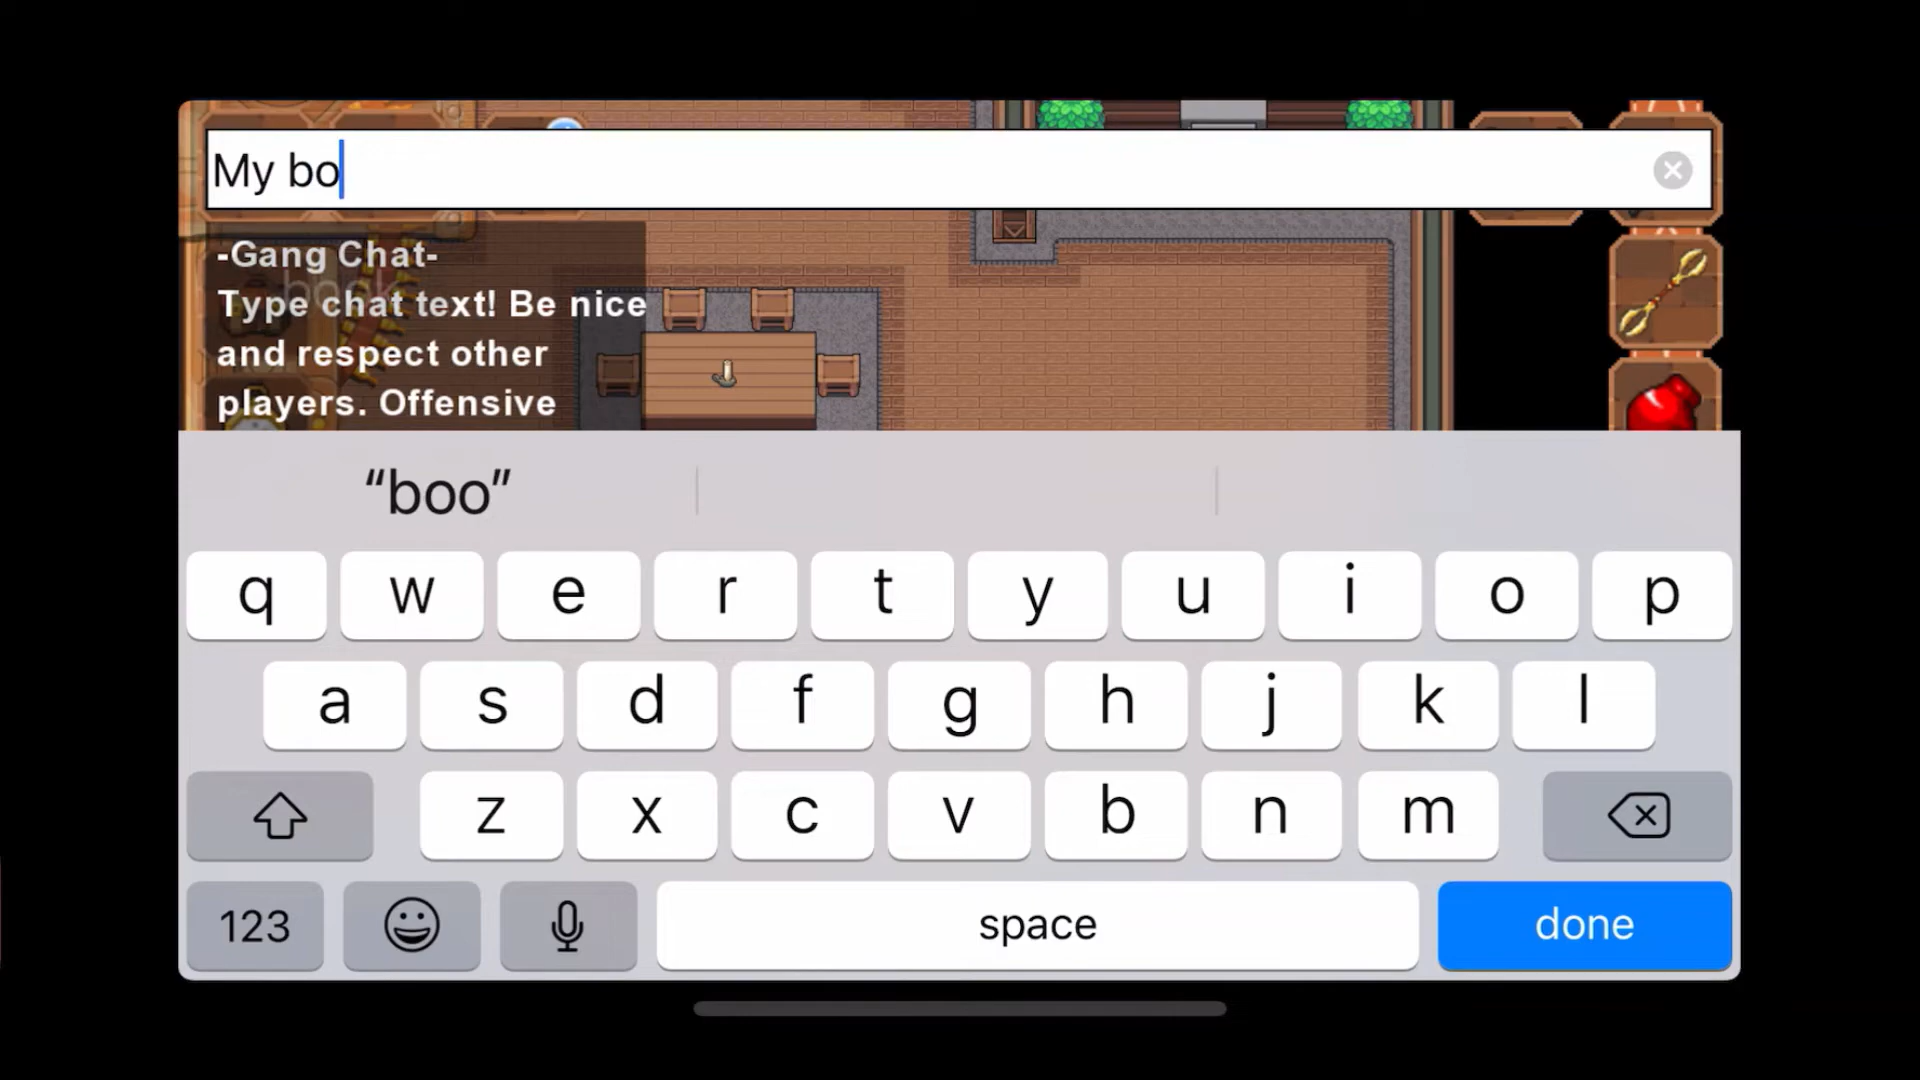 My bo
-Gang Chat-
Type chat text! Be nice
and respect other
players. Offensive
“boo”
q w e r t y u i o p
a s d f g h j k l
z x c v b n m
123 space done